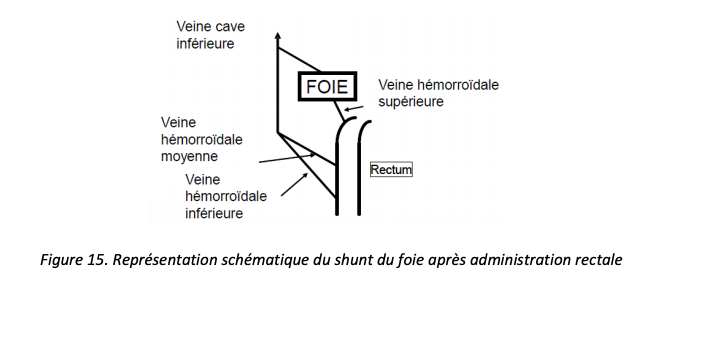 Veine cave
inférieure
FOIE
Veine hémorroïdale
supérieure
Veine
hémorroïdale
moyenne
Rectum
Veine
hémorroïdale
inférieure
Figure 15. Représentation schématique du shunt du foie après administration rectale